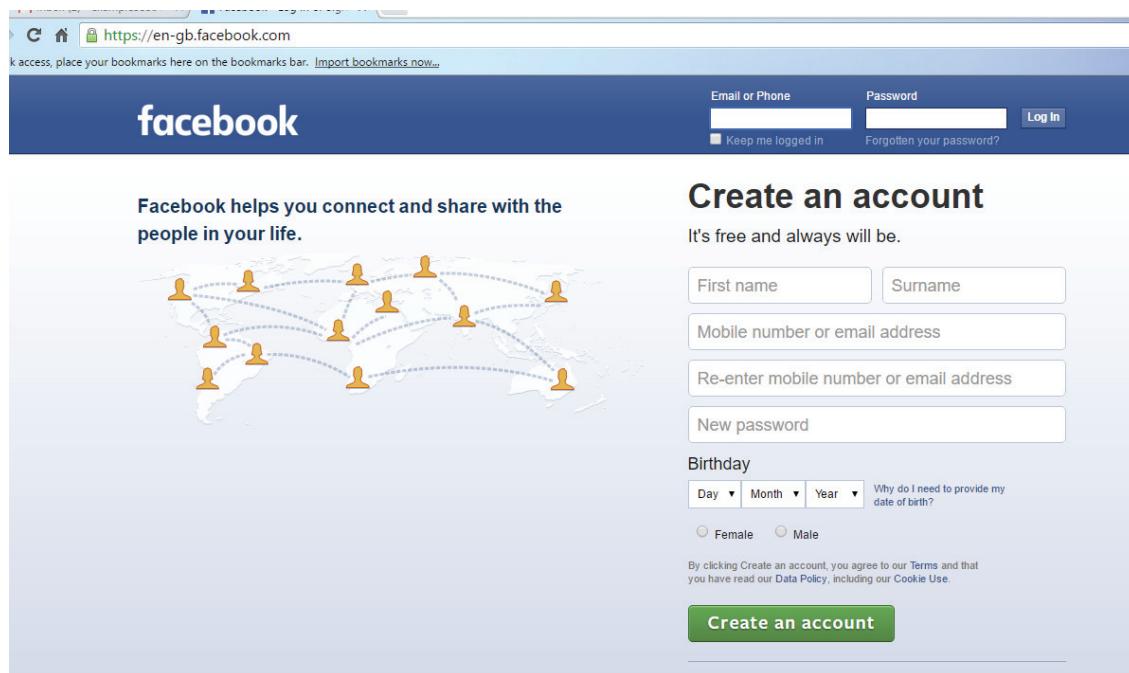 https://en-gb.facebook.com
k access, place your bookmarks here on the bookmarks bar. Import bookmarks now...
Email or Phone Password
facebook Log In
Keep me logged in Forgotten your password?
Create an account
Facebook helps you connect and share with the
people in your life.
It's free and always will be.
First name Surname
Mobile number or email address
Re-enter mobile number or email address
New password
Birthday
Day Month Year Why do I need to provide my
date of birth?
Female Male
By clicking Create an account, you agree to our Terms and that
you have read our Data Policy, including our Cookie Use.
Create an account